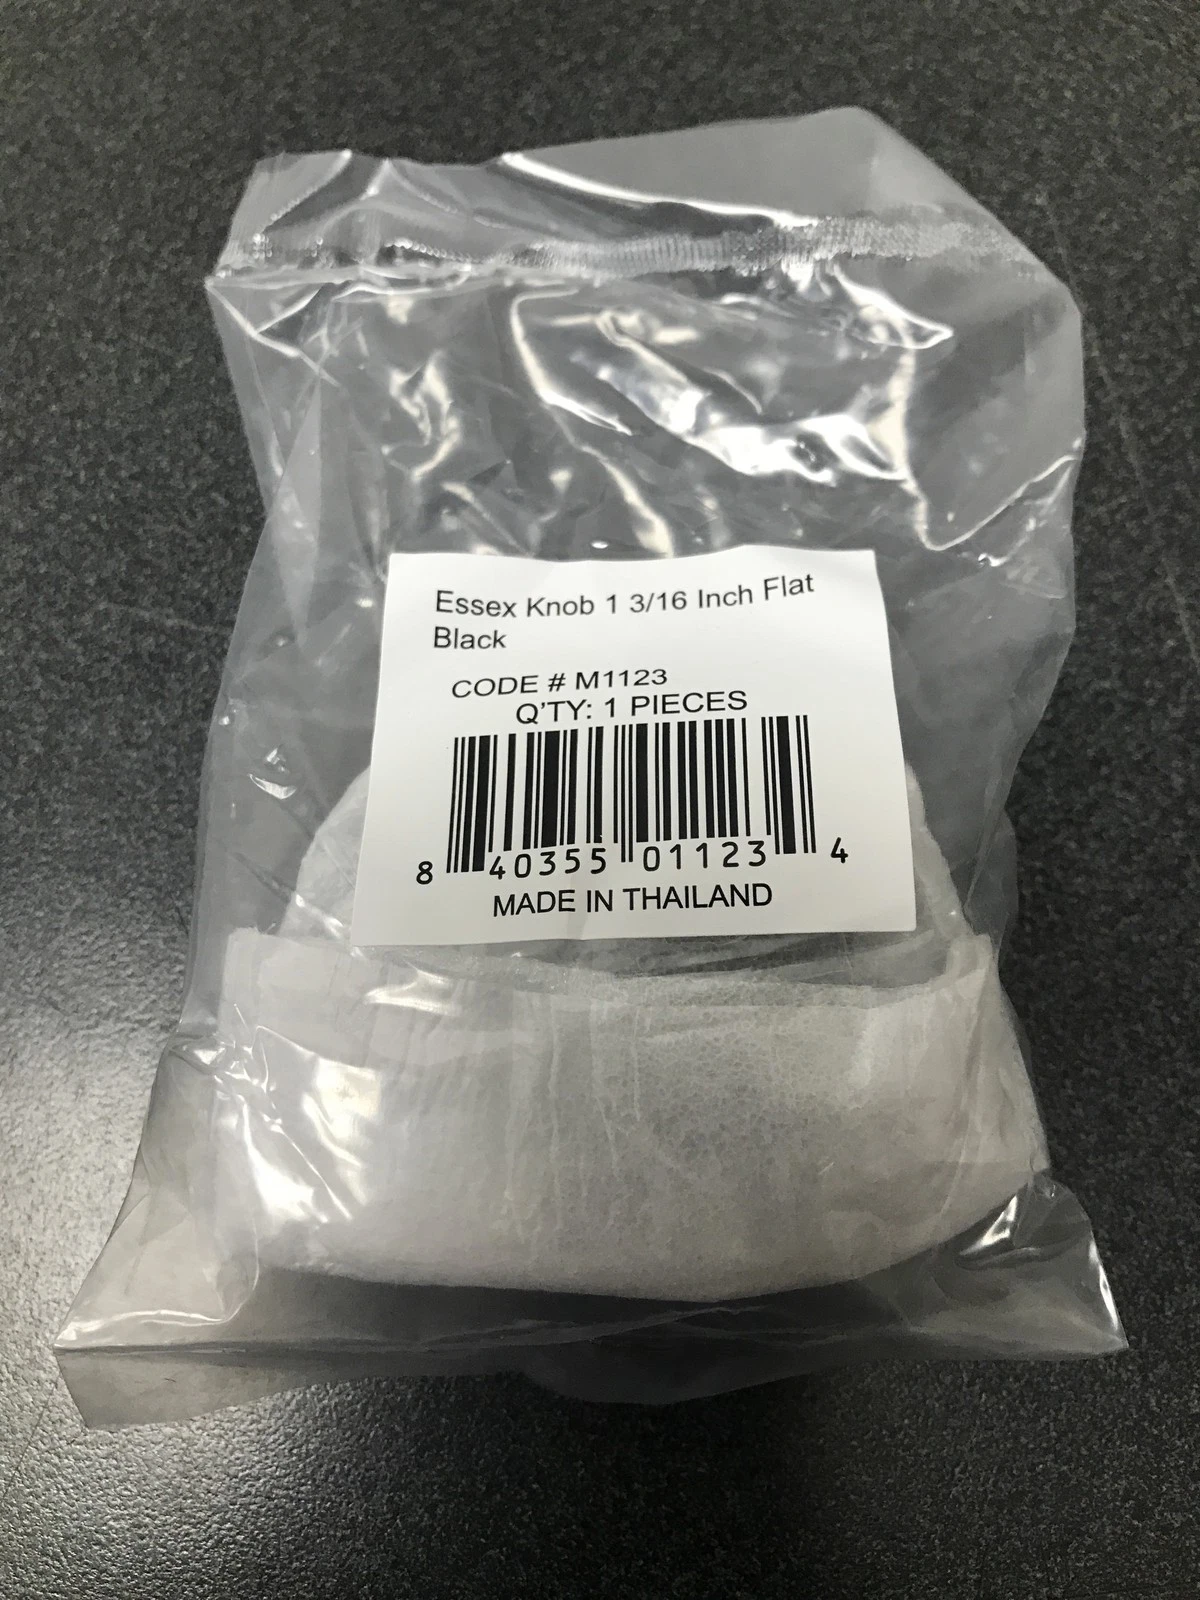 Essex Knob 1 3/16 Inch Flat
Black
CODE # M1123
Q'TY: 1 PIECES
8 40355 01123 4
MADE IN THAILAND